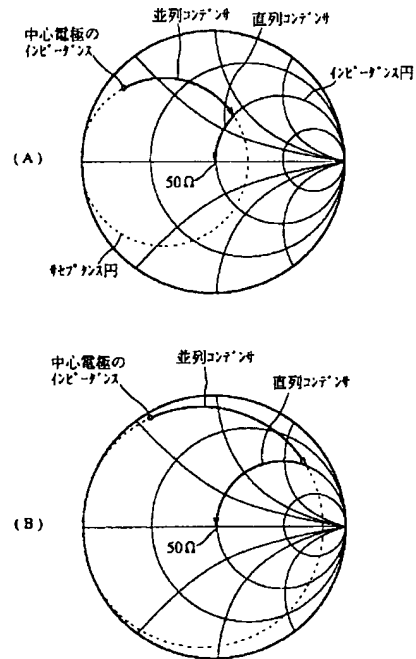 中心電極の
インピーダンス
並列コンデンサ
直列コンデンサ
インピーダンス円
(A)
50Ω
サセプタンス円
中心電極の
インピーダンス
並列コンデンサ
直列コンデンサ
(B)
50Ω